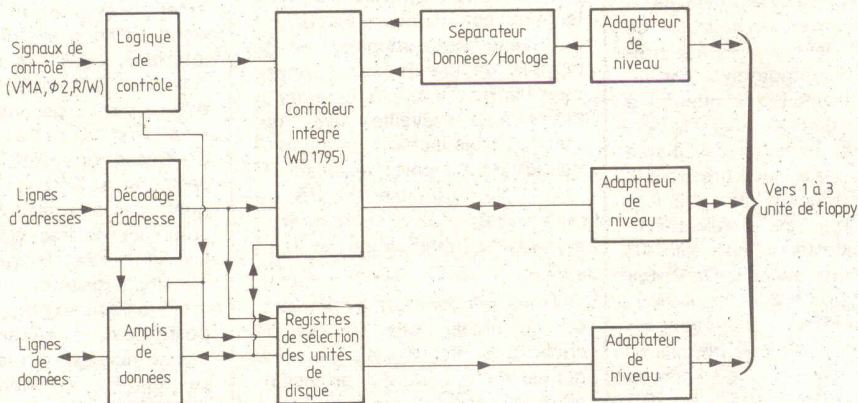 Signaux de
contrôle
(VMA, Φ2, R/W)
Logique
de
contrôle
Contrôleur
intégré
(WD 1795)
Séparateur
Données/Horloge
Adaptateur
de
niveau
Lignes
d'adresses
Décodage
d'adresse
Adaptateur
de
niveau
Vers 1 à 3
unité de floppy
Lignes
de
données
Amplis
de
données
Registres
de sélection
des unités
de
disque
Adaptateur
de
niveau